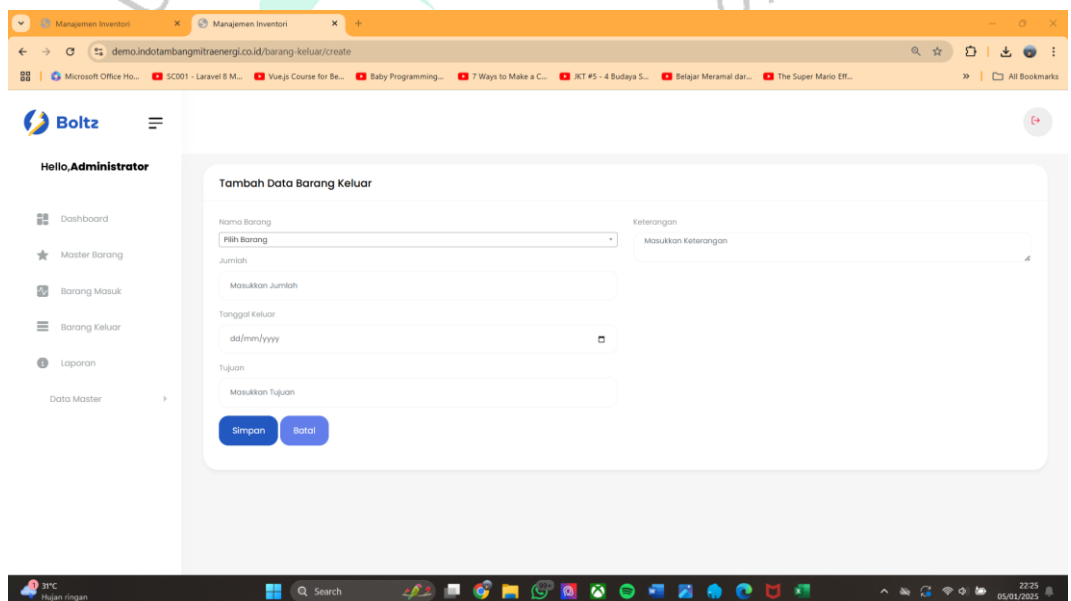 Manajemen Inventori
Manajemen Inventori
demo.indotambangmitraenergi.co.id/barang-keluar/create
Microsoft Office Ho...
SC001 - Laravel 8 M...
Vue.js Course for Be...
Baby Programming...
7 Ways to Make a C...
JKT #5 - 4 Budaya S...
Belajar Meramal dar...
The Super Mario Eff...
All Bookmarks
Boltz
Hello,Administrator
Tambah Data Barang Keluar
Dashboard
Master Barang
Barang Masuk
Barang Keluar
Laporan
Data Master
Nama Barang
Pilih Barang
Jumlah
Masukkan Jumlah
Tanggal Keluar
dd/mm/yyyy
Tujuan
Masukkan Tujuan
Keterangan
Masukkan Keterangan
Simpan
Batal
1
31°C
Hujan ringan
Search
22:25
05/01/2025